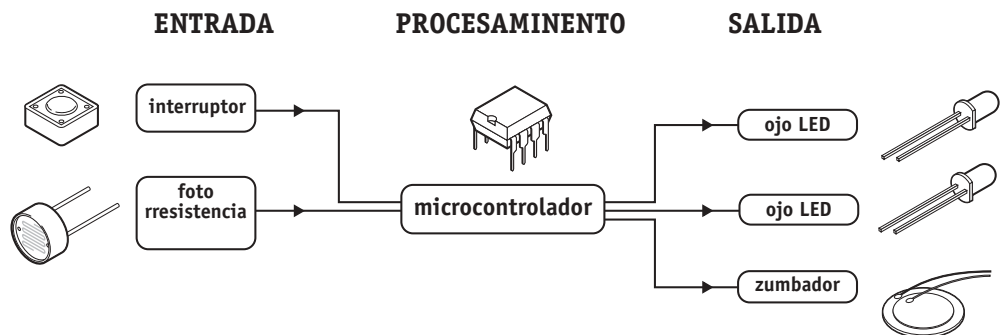 ENTRADA
PROCESAMINENTO
SALIDA
interruptor
ojo LED
foto
rresistencia
microcontrolador
ojo LED
zumbador